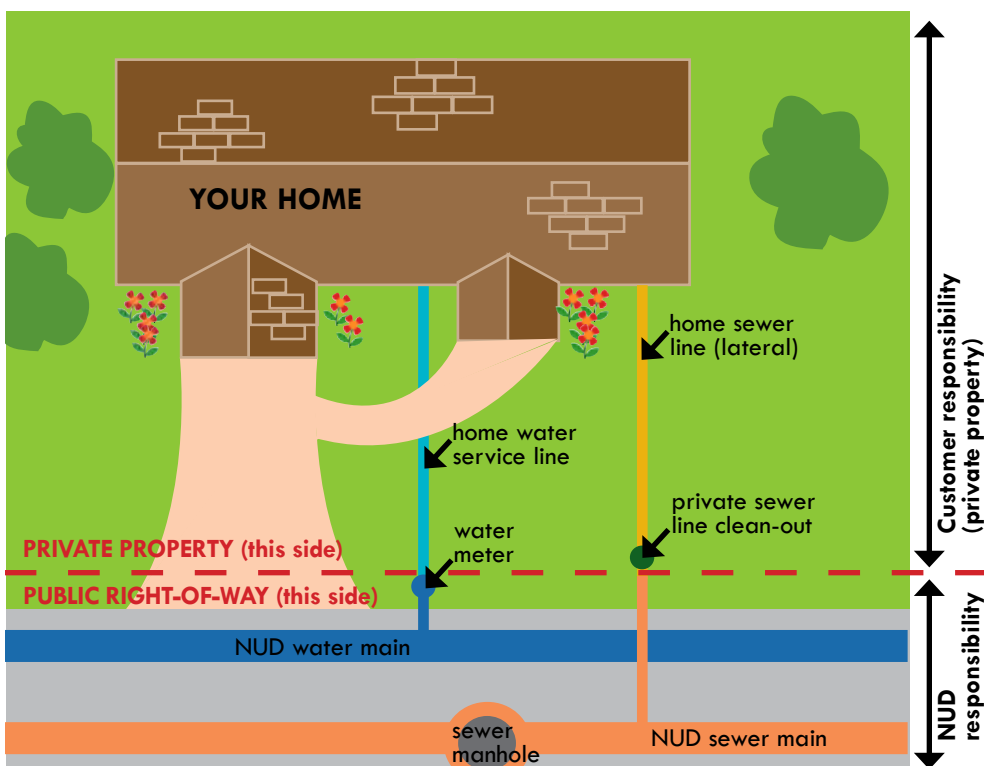 YOUR HOME
home sewer
line (lateral)
home water
service line
private sewer
line clean-out
water
meter
PRIVATE PROPERTY (this side)
PUBLIC RIGHT-OF-WAY (this side)
NUD water main
sewer
manhole
NUD sewer main
Customer responsibility
(private property)
NUD
responsibility